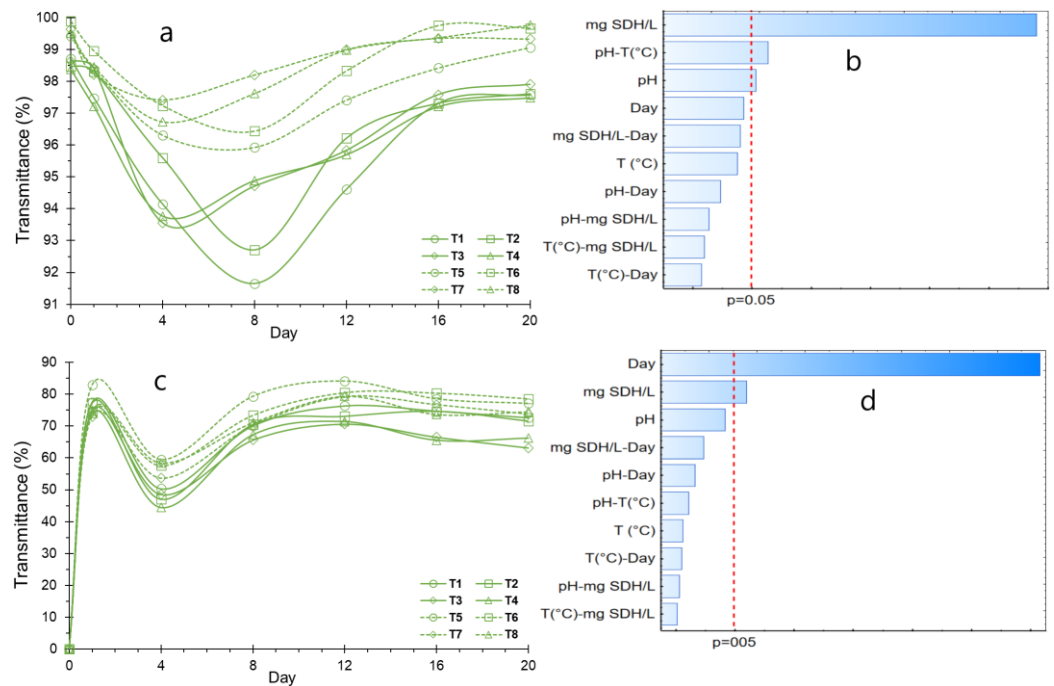 a
Transmittance (%)
100
99
98
97
96
95
94
93
92
91
0
4
8
12
16
20
Day
T1 T2
T3 T4
T5 T6
T7 T8
b
mg SDH/L
pH-T(°C)
pH
Day
mg SDH/L-Day
T (°C)
pH-Day
pH-mg SDH/L
T(°C)-mg SDH/L
T(°C)-Day
p=0.05
c
Transmittance (%)
90
80
70
60
50
40
30
20
10
0
0
4
8
12
16
20
Day
T1 T2
T3 T4
T5 T6
T7 T8
d
Day
mg SDH/L
pH
mg SDH/L-Day
pH-Day
pH-T(°C)
T (°C)
T(°C)-Day
pH-mg SDH/L
T(°C)-mg SDH/L
p=005